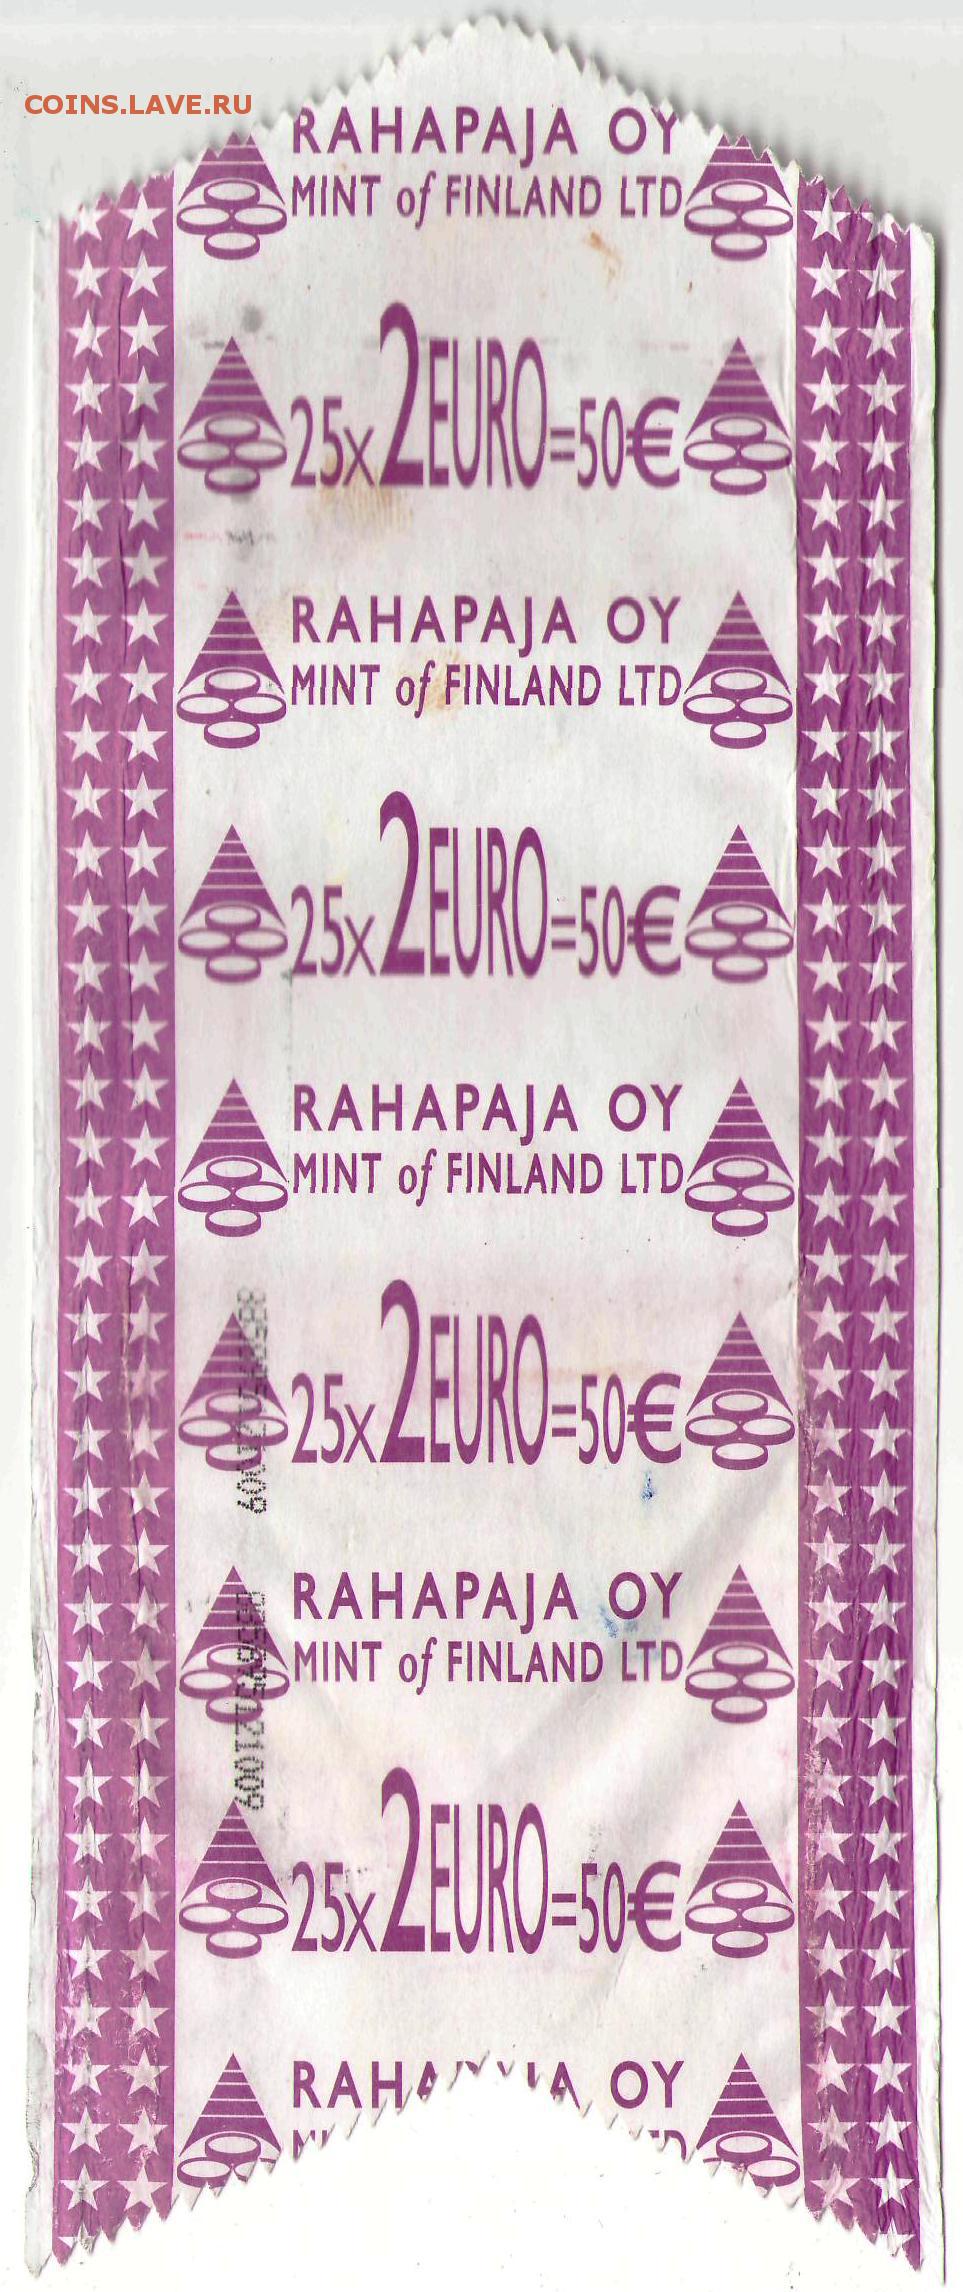 COINS.LAVE.RU
RAHAPAJA OY
MINT of FINLAND LTD
25x2EURO=50€
RAHAPAJA OY
MINT of FINLAND LTD
25x2EURO=50€
RAHAPAJA OY
MINT of FINLAND LTD
25x2EURO=50€
RAHAPAJA OY
MINT of FINLAND LTD
25x2EURO=50€
OY